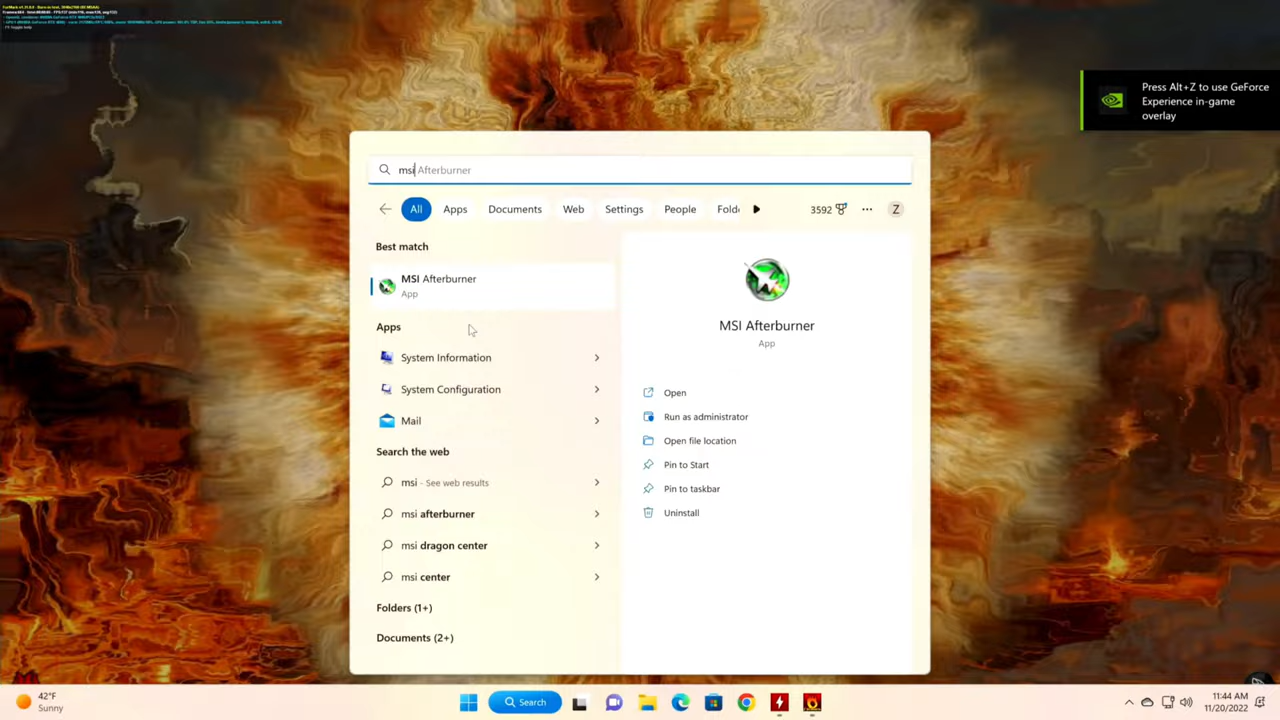 Press Alt+Z to use GeForce
Experience in-game
overlay
msi Afterburner
All
Apps
Documents
Web
Settings
People
3592
Z
Best match
MSI Afterburner
App
Apps
System Information
System Configuration
Mail
Search the web
msi - See web results
msi afterburner
msi dragon center
msi center
Folders (1+)
Documents (2+)
MSI Afterburner
App
Open
Run as administrator
Open file location
Pin to Start
Pin to taskbar
Uninstall
42°F
Sunny
Search
11:44 AM
11/20/2022